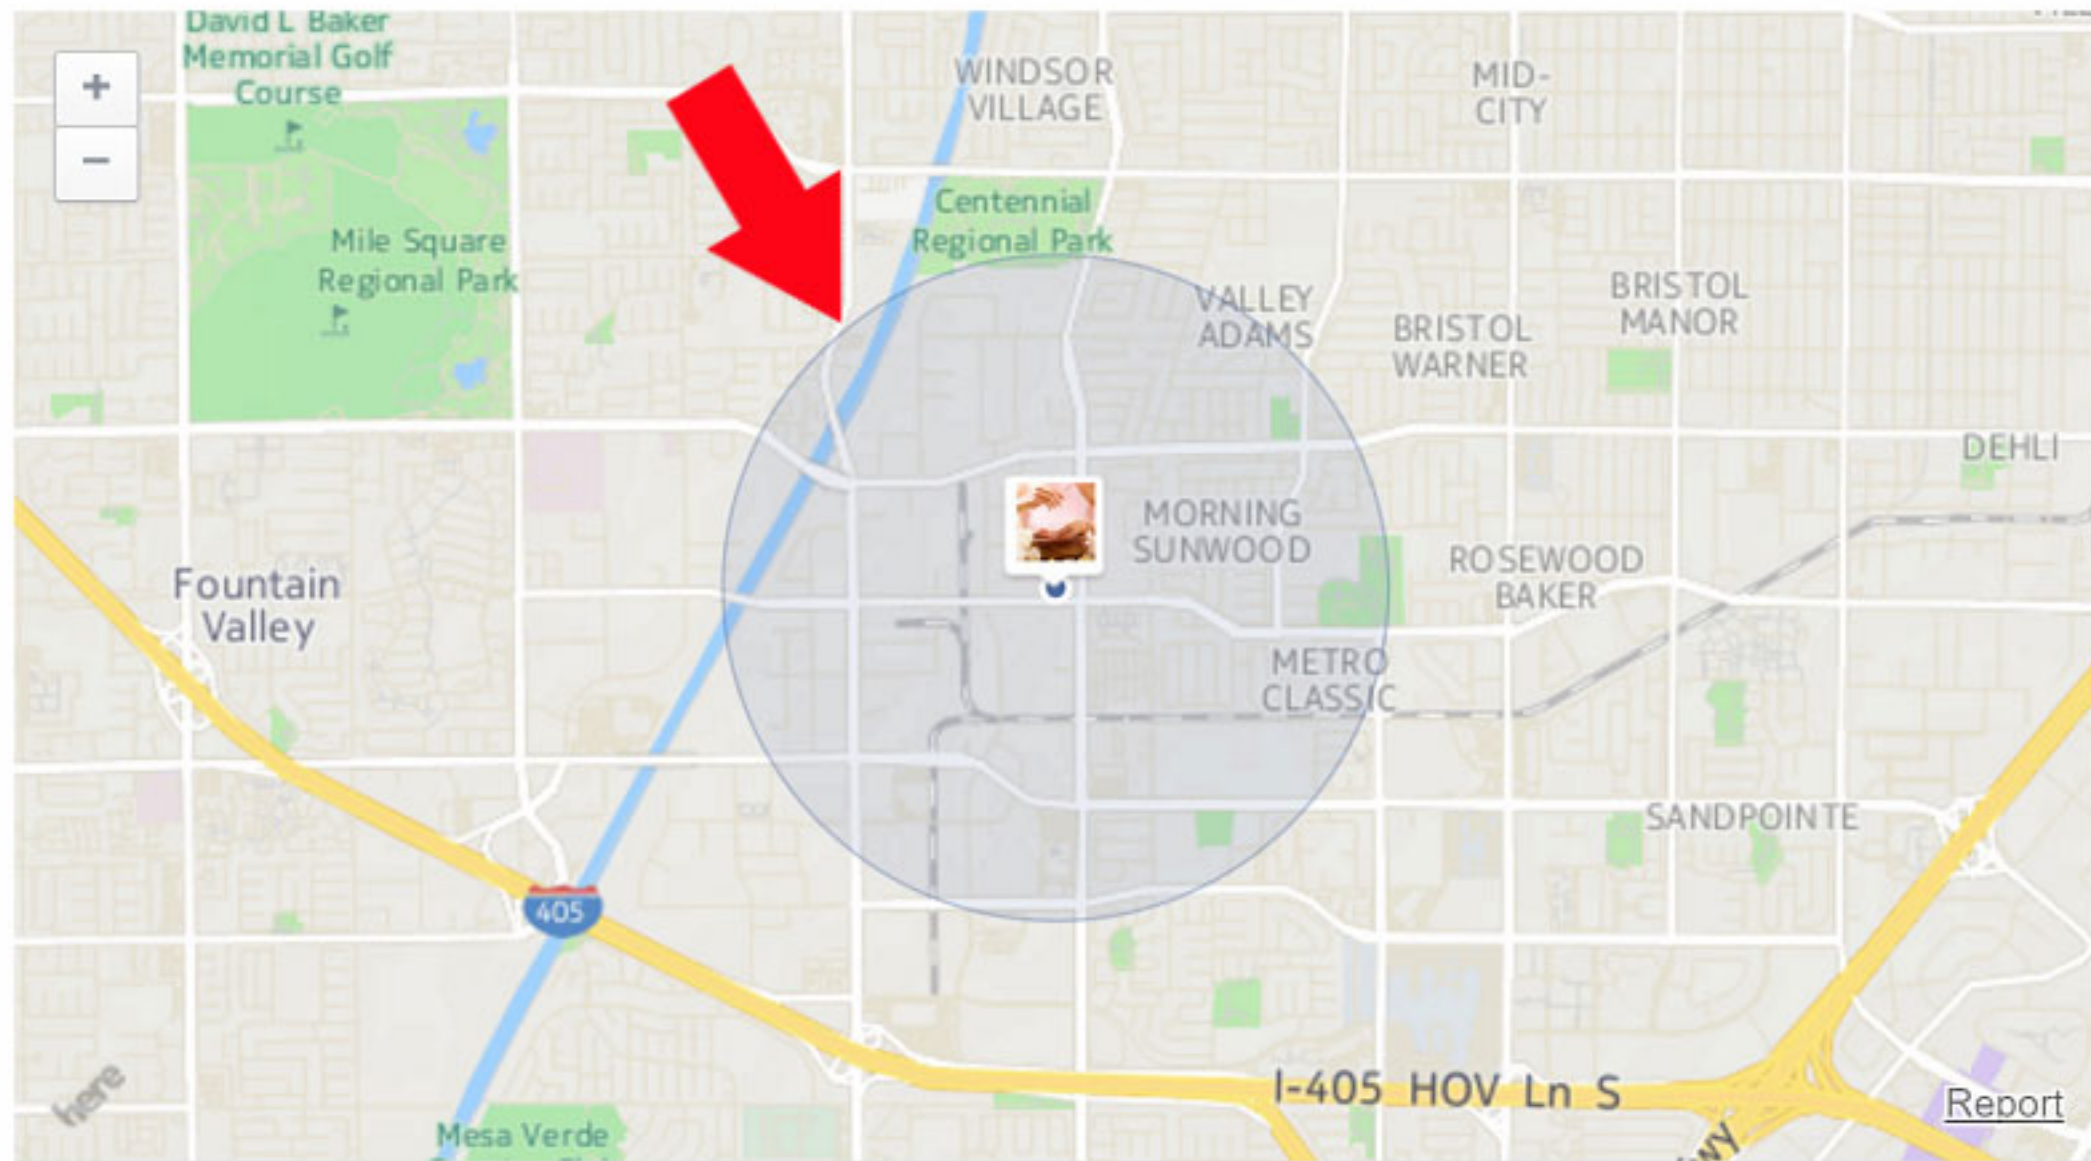 David L Baker
Memorial Golf
Course
WINDSOR
VILLAGE
MID-
CITY
+
−
Centennial
Regional Park
Mile Square
Regional Park
VALLEY
ADAMS
BRISTOL
WARNER
BRISTOL
MANOR
DEHLI
MORNING
SUNWOOD
ROSEWOOD
BAKER
Fountain
Valley
METRO
CLASSIC
SANDPOINTE
405
I-405 HOV Ln S
here
Report
Mesa Verde